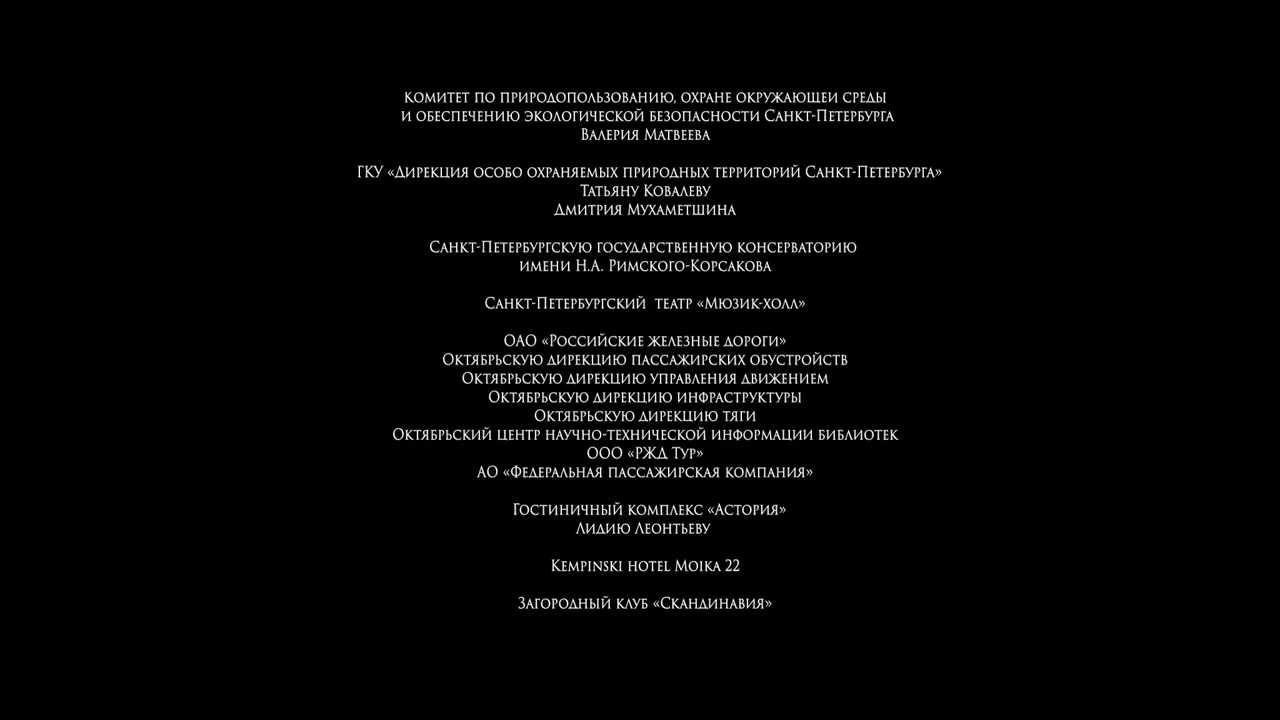 комитет по природопользованию, охране окружающеи среды
и обеспечению экологической безопасности Санкт-Петербурга
Валерия Матвеева
ГКУ «Дирекция особо охраняемых природных территорий Санкт-Петербурга»
Татьяну Ковалеву
Дмитрия Мухаметшина
Санкт-Петербургскую государственную консерваторию
имени Н.А. Римского-Корсакова
Санкт-Петербургский театр «Мюзик-холл»
ОАО «Российские железные дороги»
Октябрьскую дирекцию пассажирских обустройств
Октябрьскую дирекцию управления движением
Октябрьскую дирекцию инфраструктуры
Октябрьскую дирекцию тяги
Октябрьский центр научно-технической информации библиотек
ООО «РЖД Тур»
АО «Федеральная пассажирская компания»
Гостиничный комплекс «Астория»
Лидию Леонтьеву
Kempinski hotel Moika 22
Загородный клуб «Скандинавия»